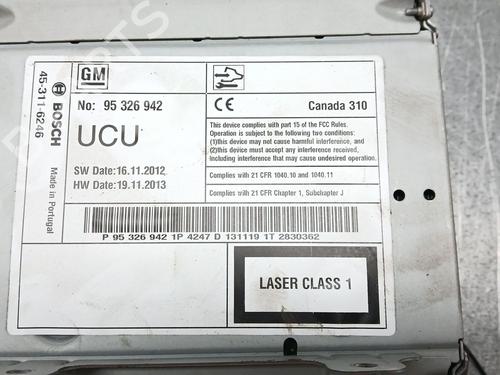 GM
No: 95 326 942
UCU
SW Date: 16.11.2012
HW Date: 19.11.2013
45-311-6246
BOSCH
Made in Portugal
CE
Canada 310
This device complies with part 15 of the FCC Rules.
Operation is subject to the following two conditions:
(1)this device may not cause harmful interference, and
(2)this device must accept any interference received,
Including interference that may cause undesired operation.
Complies with 21 CFR 1040.10 and 1040.11
Complies with 21 CFR Chapter 1, Subchapter J
P 95 326 942 1P 4247 D 131119 1T 2830362
LASER CLASS 1